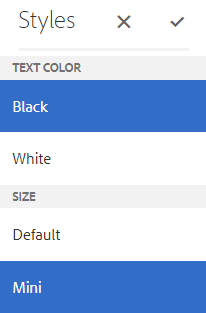 Styles
TEXT COLOR
Black
White
SIZE
Default
Mini